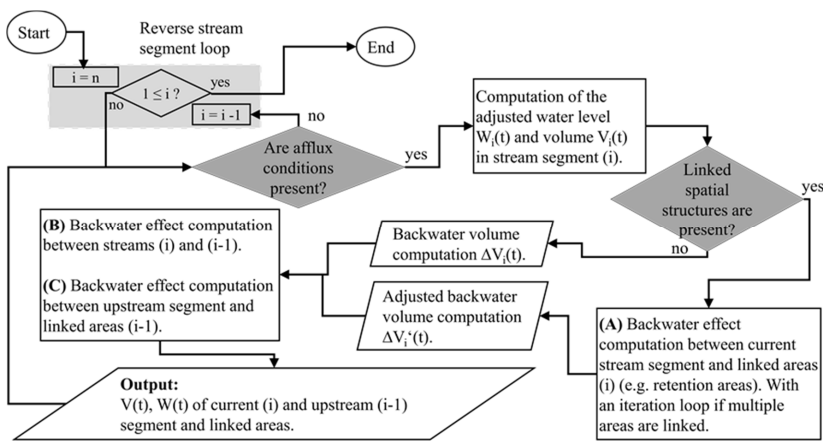 Start
Reverse stream
segment loop
End
i = n
1 ≤ i ?
yes
no
i = i -1
no
Are afflux
conditions
present?
yes
Computation of the
adjusted water level
Wi(t) and volume Vi(t)
in stream segment (i).
Linked
spatial
structures are
present?
yes
no
(B) Backwater effect computation
between streams (i) and (i-1).
(C) Backwater effect computation
between upstream segment and
linked areas (i-1).
Backwater volume
computation ΔVi(t).
Adjusted backwater
volume computation
ΔVi‘(t).
(A) Backwater effect
computation between current
stream segment and linked areas
(i) (e.g. retention areas). With
an iteration loop if multiple
areas are linked.
Output:
V(t), W(t) of current (i) and upstream (i-1)
segment and linked areas.